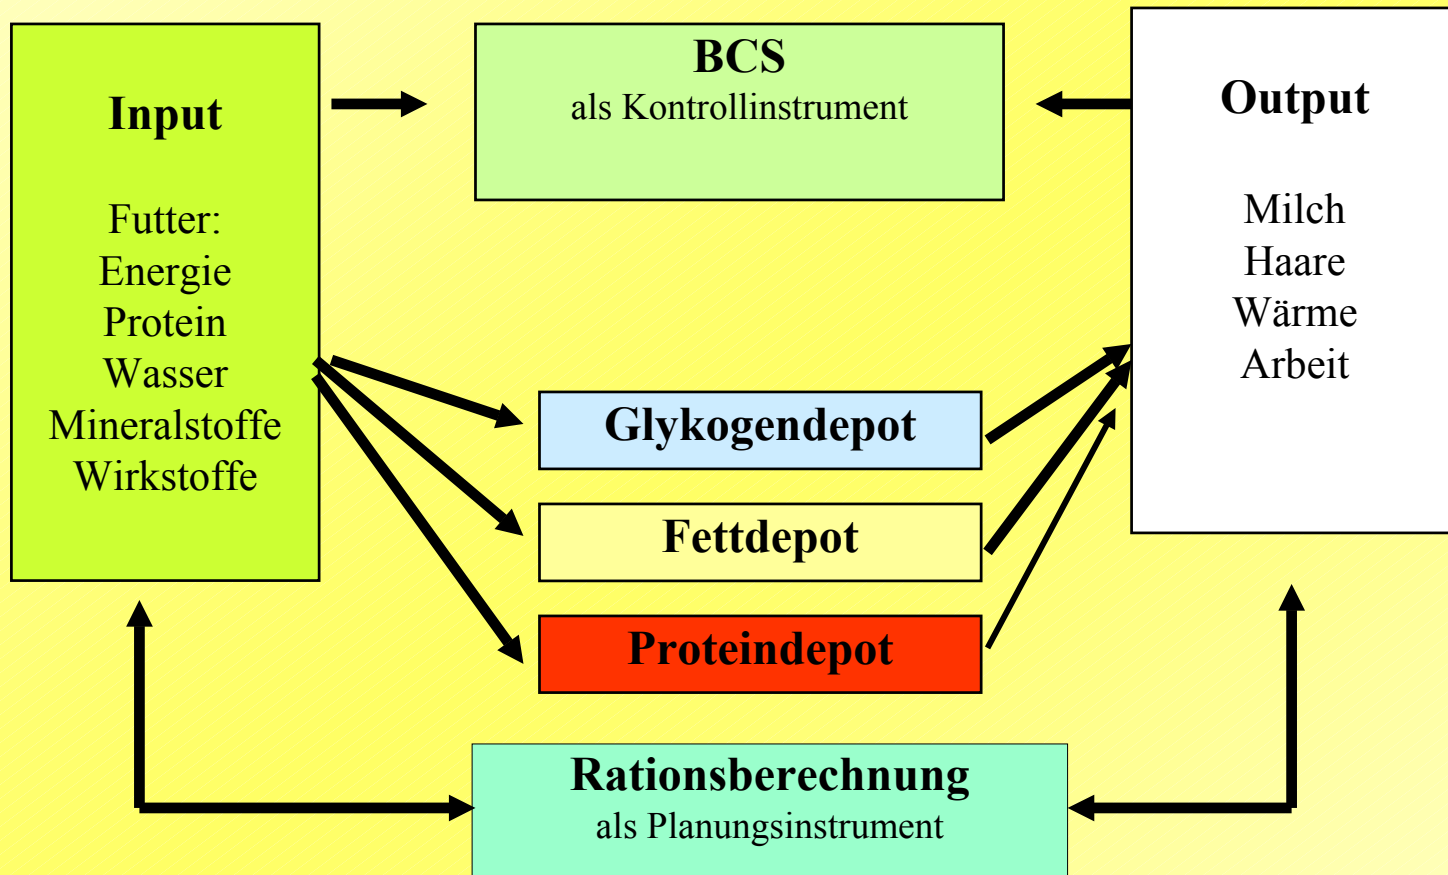 Input
Futter:
Energie
Protein
Wasser
Mineralstoffe
Wirkstoffe
BCS
als Kontrollinstrument
Output
Milch
Haare
Wärme
Arbeit
Glykogendepot
Fettdepot
Proteindepot
Rationsberechnung
als Planungsinstrument